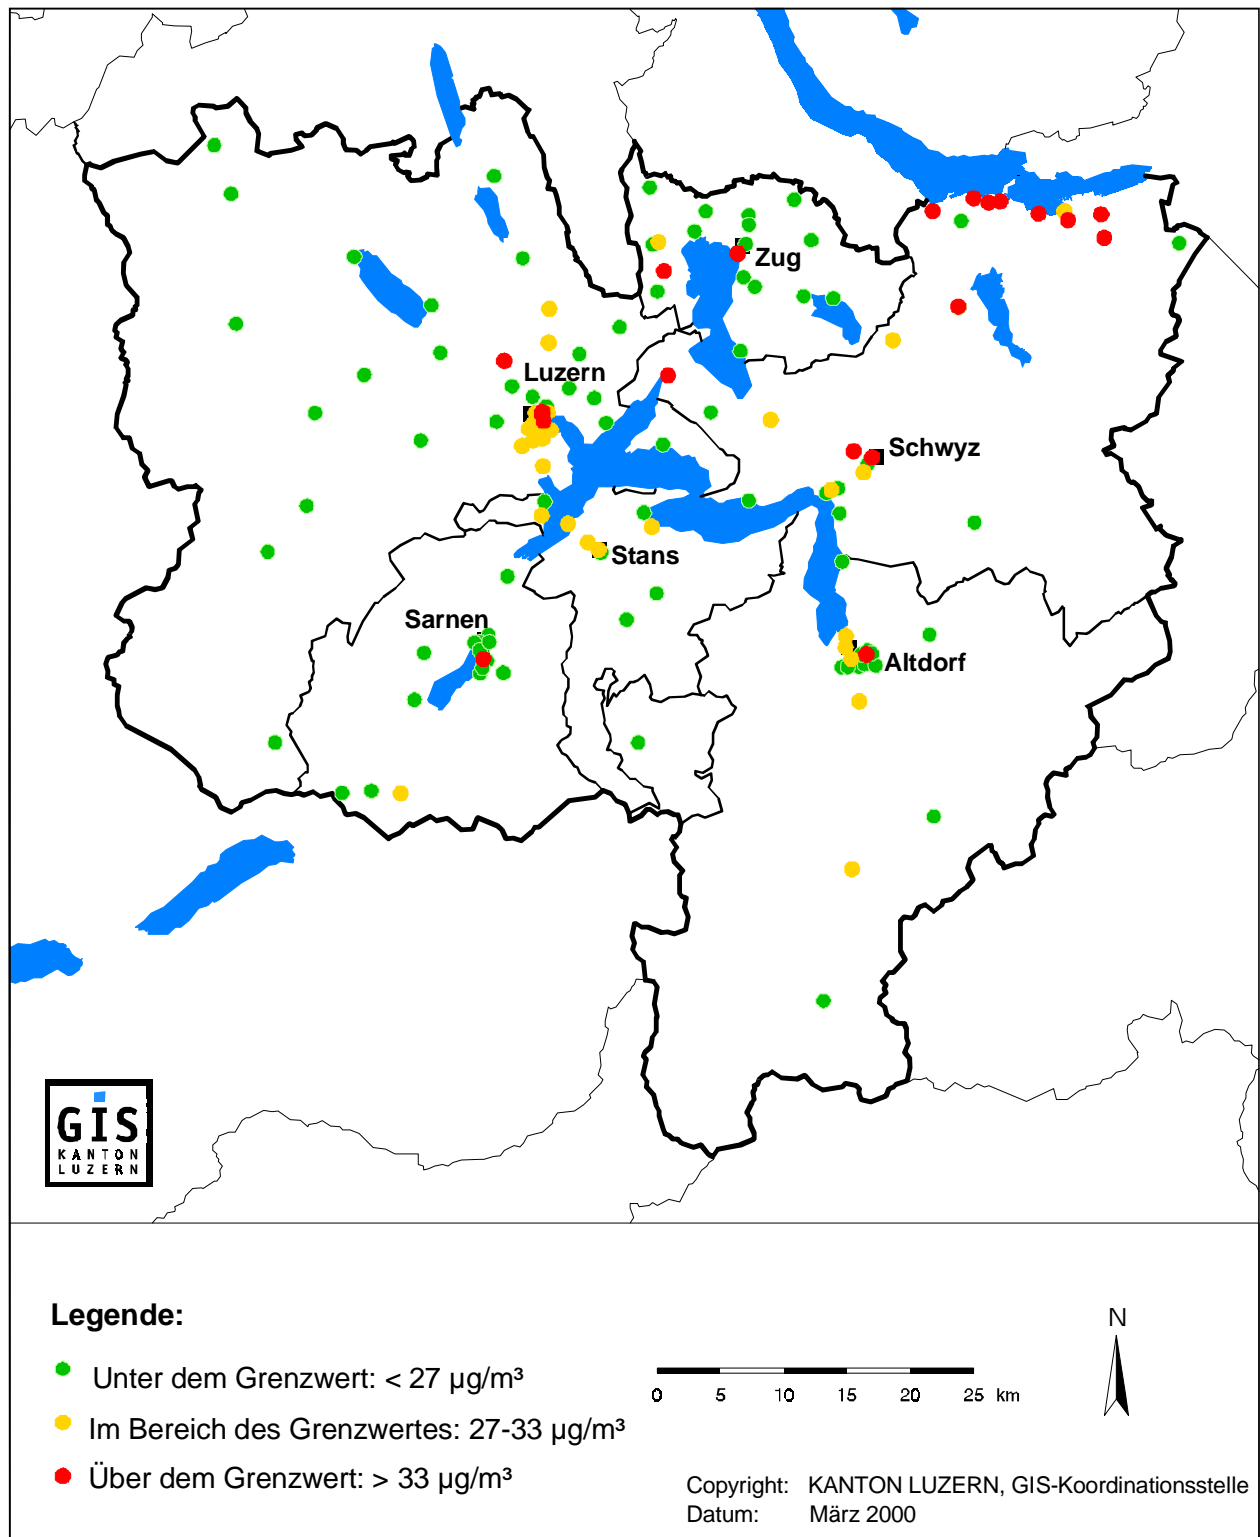 Zug
Luzern
Schwyz
Stans
Sarnen
Altdorf
GIS
KANTON
LUZERN
Legende:
Unter dem Grenzwert: < 27 µg/m³
Im Bereich des Grenzwertes: 27-33 µg/m³
Über dem Grenzwert: > 33 µg/m³
0 5 10 15 20 25 km
N
Copyright: KANTON LUZERN, GIS-Koordinationsstelle
Datum: März 2000